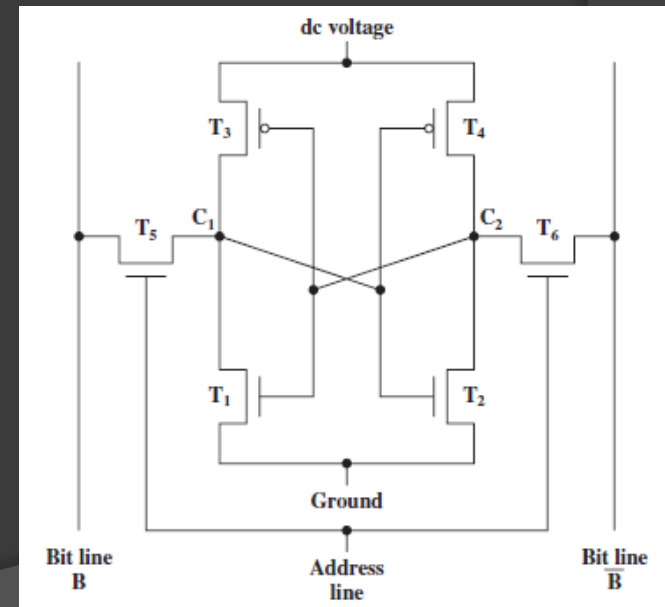 dc voltage
T₃
T₄
T₅
C₁
C₂
T₆
T₁
T₂
Ground
Bit line
B
Address
line
Bit line
B̅